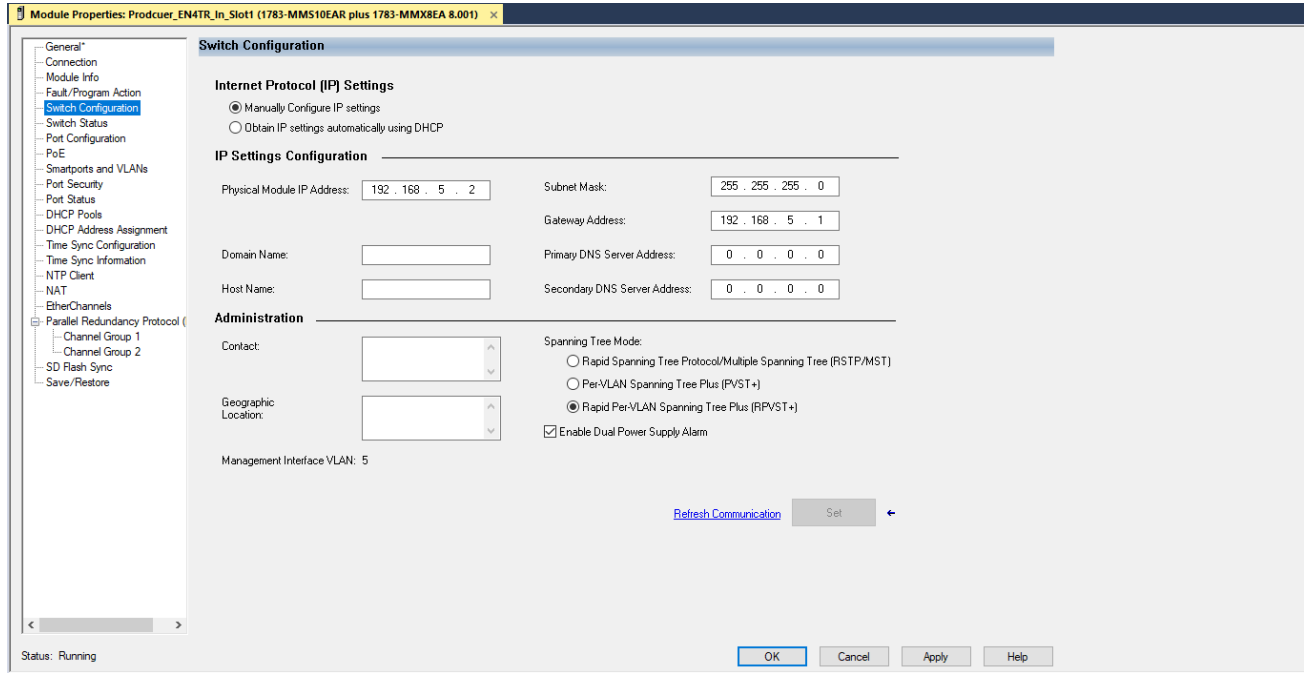 Module Properties: Prodcuer_EN4TR_In_Slot1 (1783-MMS10EAR plus 1783-MMX8EA 8.001) ×
General*
Connection
Module Info
Fault/Program Action
Switch Configuration
Switch Status
Port Configuration
PoE
Smartports and VLANs
Port Security
Port Status
DHCP Pools
DHCP Address Assignment
Time Sync Configuration
Time Sync Information
NTP Client
NAT
EtherChannels
Parallel Redundancy Protocol (
Channel Group 1
Channel Group 2
SD Flash Sync
Save/Restore
Switch Configuration
Internet Protocol (IP) Settings
Manually Configure IP settings
Obtain IP settings automatically using DHCP
IP Settings Configuration
Physical Module IP Address: 192 . 168 . 5 . 2
Subnet Mask: 255 . 255 . 255 . 0
Gateway Address: 192 . 168 . 5 . 1
Domain Name:
Primary DNS Server Address: 0 . 0 . 0 . 0
Host Name:
Secondary DNS Server Address: 0 . 0 . 0 . 0
Administration
Contact:
Geographic
Location:
Management Interface VLAN: 5
Spanning Tree Mode:
Rapid Spanning Tree Protocol/Multiple Spanning Tree (RSTP/MST)
Per-VLAN Spanning Tree Plus (PVST+)
Rapid Per-VLAN Spanning Tree Plus (RPVST+)
Enable Dual Power Supply Alarm
Refresh Communication Set
Status: Running
OK Cancel Apply Help